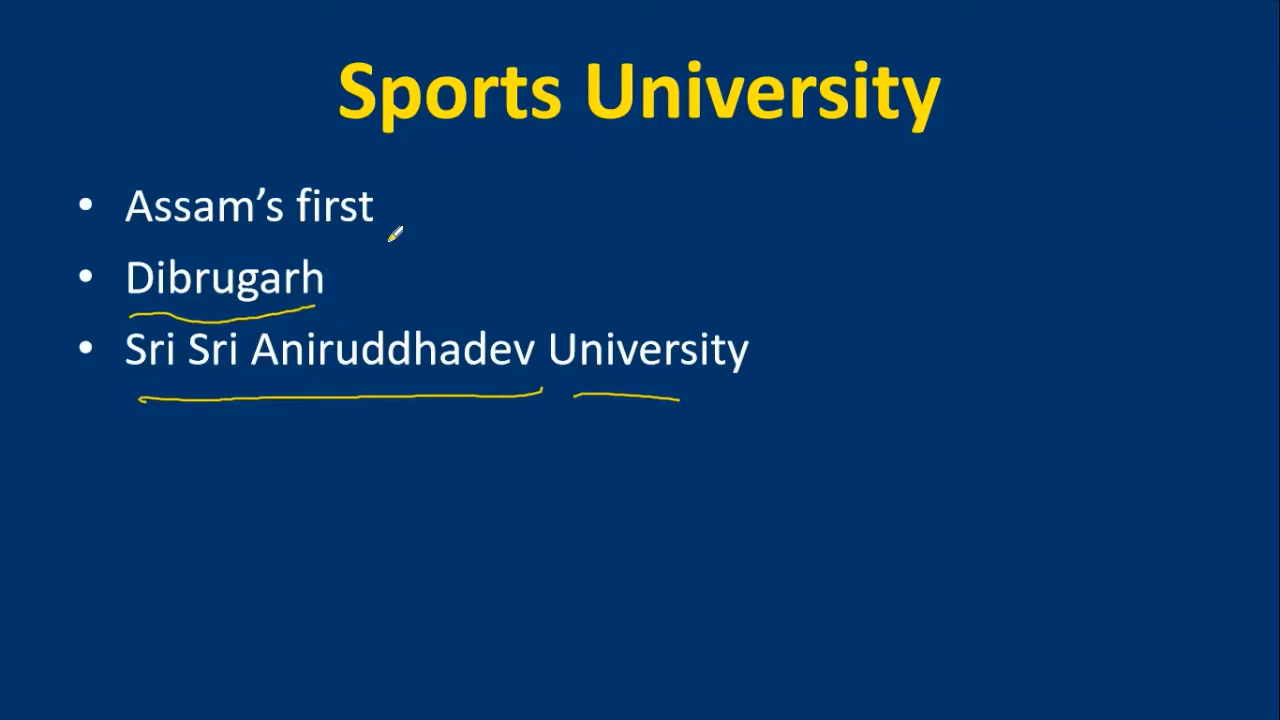 Sports University
• Assam’s first
• Dibrugarh
• Sri Sri Aniruddhadev University